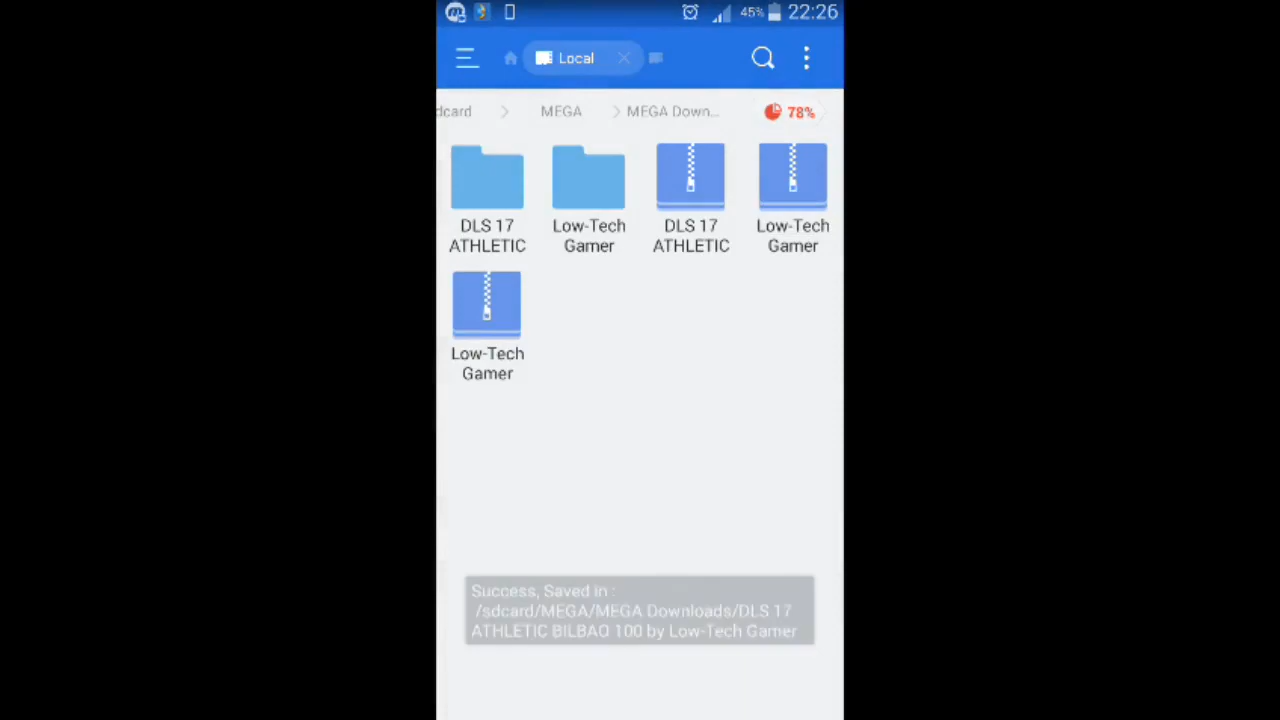 45% 22:26
Local
dcard MEGA MEGA Down... 78%
DLS 17
ATHLETIC
Low-Tech
Gamer
DLS 17
ATHLETIC
Low-Tech
Gamer
Low-Tech
Gamer
Success, Saved in :
/sdcard/MEGA/MEGA Downloads/DLS 17
ATHLETIC BILBAO 100 by Low-Tech Gamer